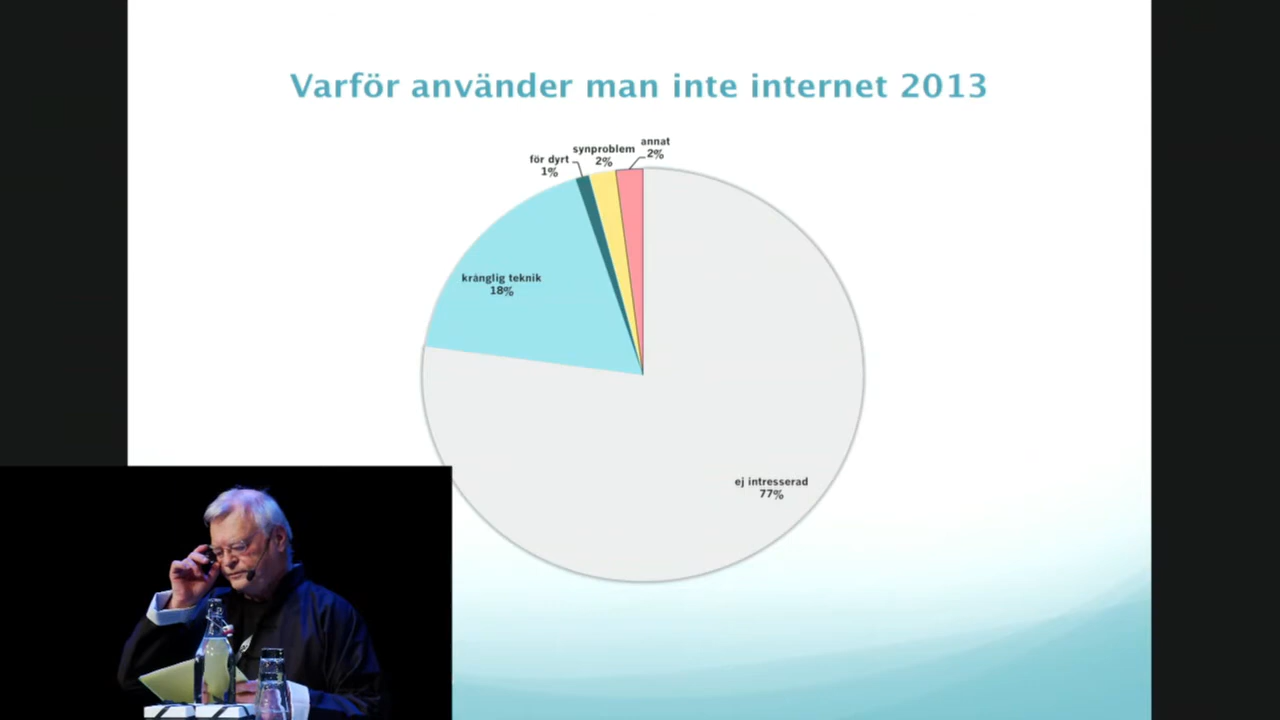 Varför använder man inte internet 2013
annat
2%
synproblem
2%
för dyrt
1%
krånglig teknik
18%
ej intresserad
77%